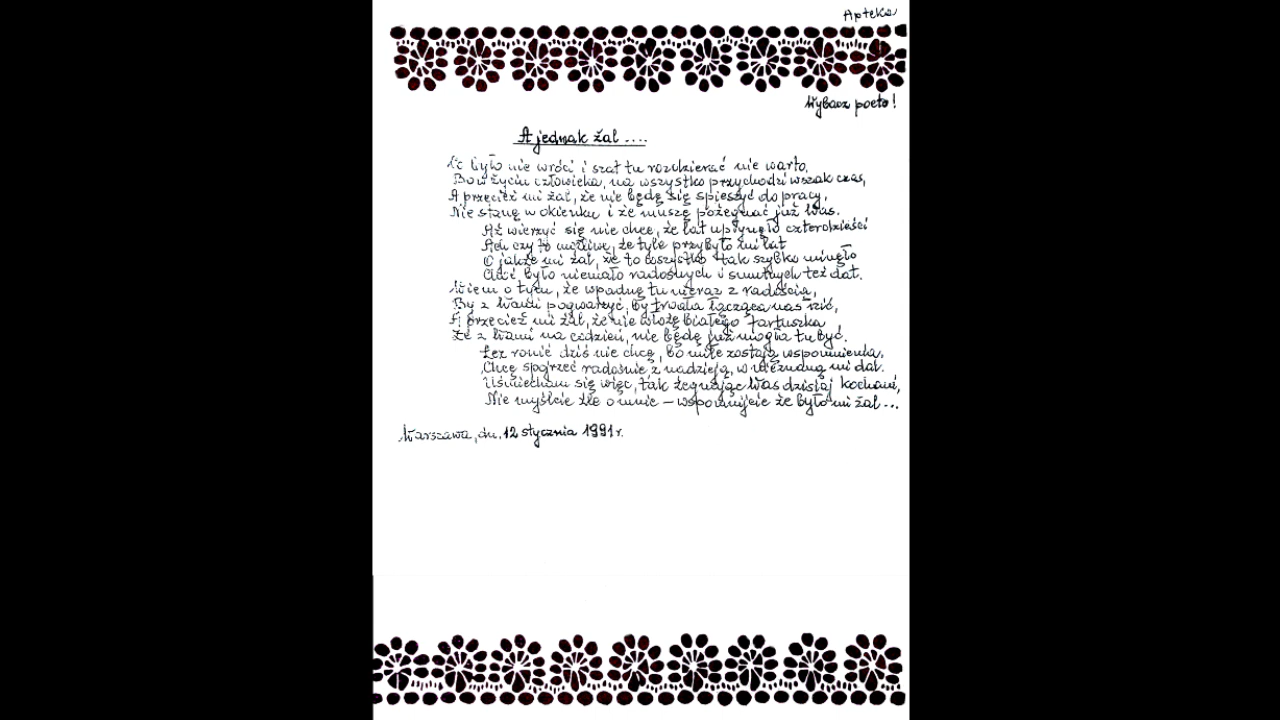 Apteka
Wybacz poeto!
A jednak żal ....
Co było nie wróci i szat tu rozdzierać nie warto,
Bo w życiu człowieka, na wszystko przychodzi wszak czas,
A przecież mi żal, że nie będę się spieszyć do pracy,
Nie stanę w okienku i że muszę pożegnać już Was.
Aż wierzyć się nie chce, że lat upłynęło czterdzieści
Ach czy to możliwe, że tyle przybyło mi lat
O jakże mi żal, że to wszystko tak szybko minęło
Choć było niemało radosnych i smutnych też dat.
Wiem o tym, że wpadnę tu nieraz z radością,
By z Wami pogwarzyć, by trwała łącząca nas nić,
A przecież mi żal, że nie włożę białego fartuszka
Że z Wami na codzień, nie będę już mogła tu być.
Łez ronić dziś nie chcę, bo miłe zostają wspomnienia,
Chcę spojrzeć radośnie z nadzieją, w nieznaną mi dal.
Uśmiecham się więc, tak żegnając Was dzisiaj kochani,
Nie myślcie źle o mnie – wspomnijcie że było mi żal ...
Warszawa, dn. 12 stycznia 1991 r.